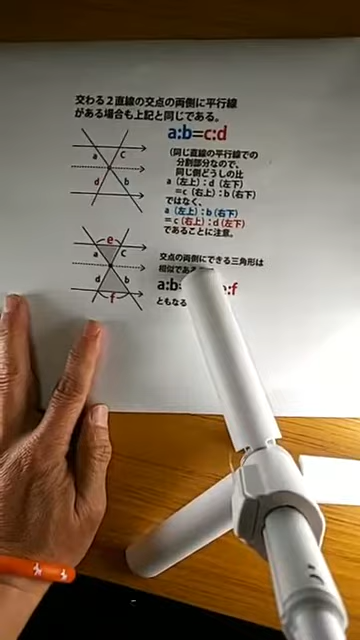 交わる2直線の交点の両側に平行線
がある場合も上記と同じである。
a:b=c:d
a c
d b
(同じ直線の平行線での
分割部分なので、
同じ側どうしの比
a(左上):d(左下)
=c(右上):b(右下)
ではなく、
a(左上):b(右下)
=c(右上):d(左下)
であることに注意。
e
a c
d b
f
交点の両側にできる三角形は
相似であ
a:b= e:f
ともなる